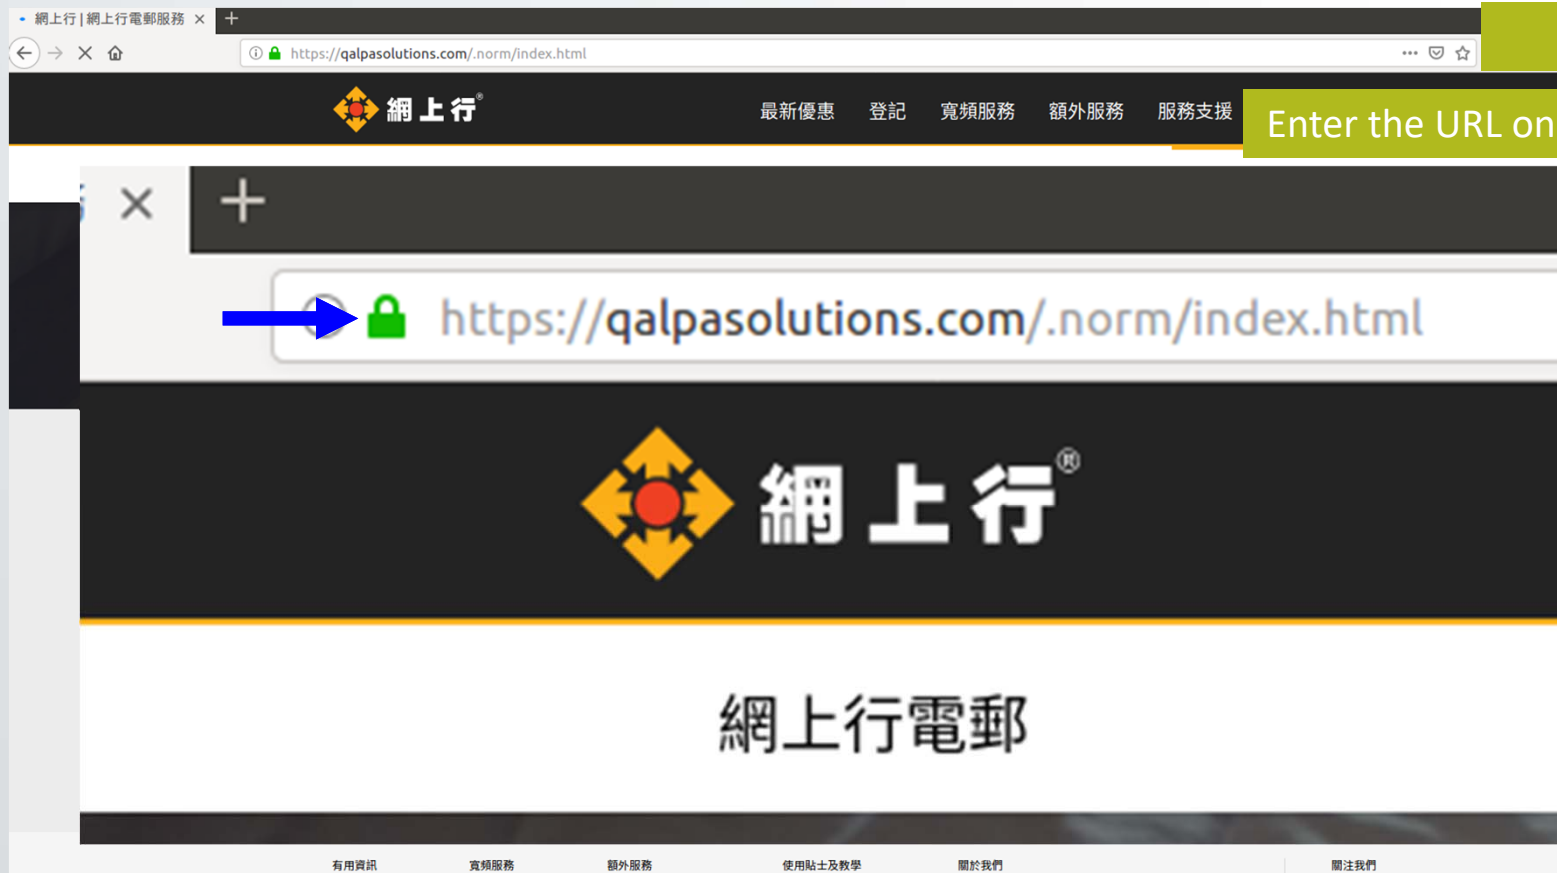 網上行 | 網上行電郵服務
https://qalpasolutions.com/.norm/index.html
網上行®
最新優惠 登記 寬頻服務 額外服務 服務支援
Enter the URL on
https://qalpasolutions.com/.norm/index.html
網上行®
網上行電郵
有用資訊 寬頻服務 額外服務 使用貼士及教學 關於我們 關注我們